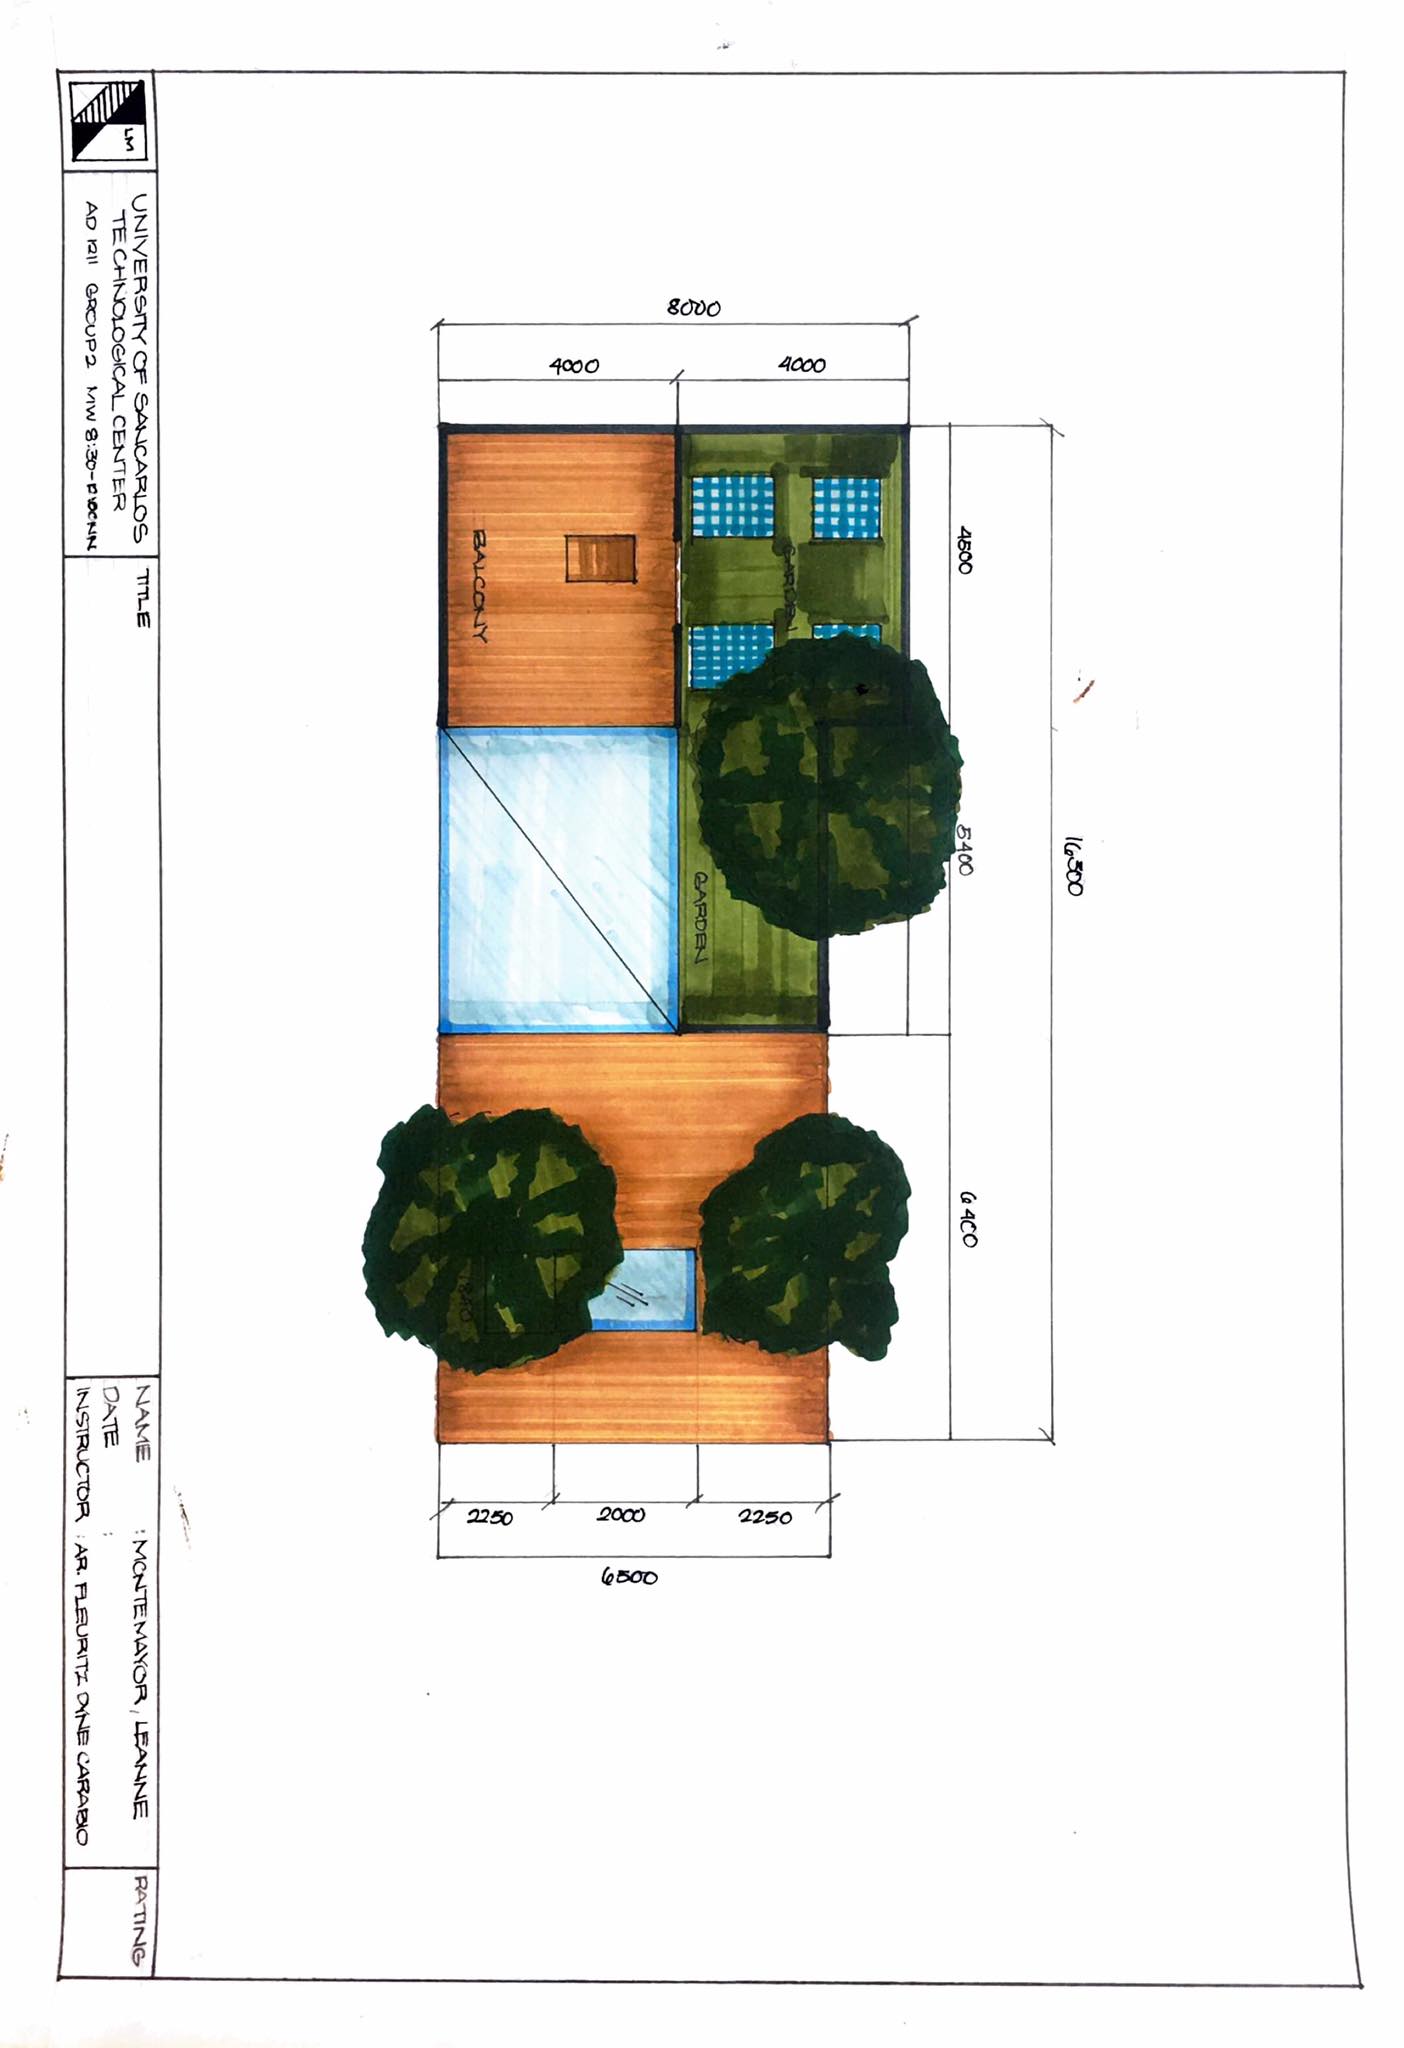 16300
4500
5400
6400
4000
8000
4000
GARDEN
GARDEN
BALCONY
2250
2000
6500
2250
1840
LM
UNIVERSITY OF SANCARLOS
TECHNOLOGICAL CENTER
AD 1211 GROUP 2 MW 8:30-
TITLE
NAME : MONTEMAYOR, LEANNE
DATE :
INSTRUCTOR : AR. FLEURITZ DYNE CARABIO
RATING